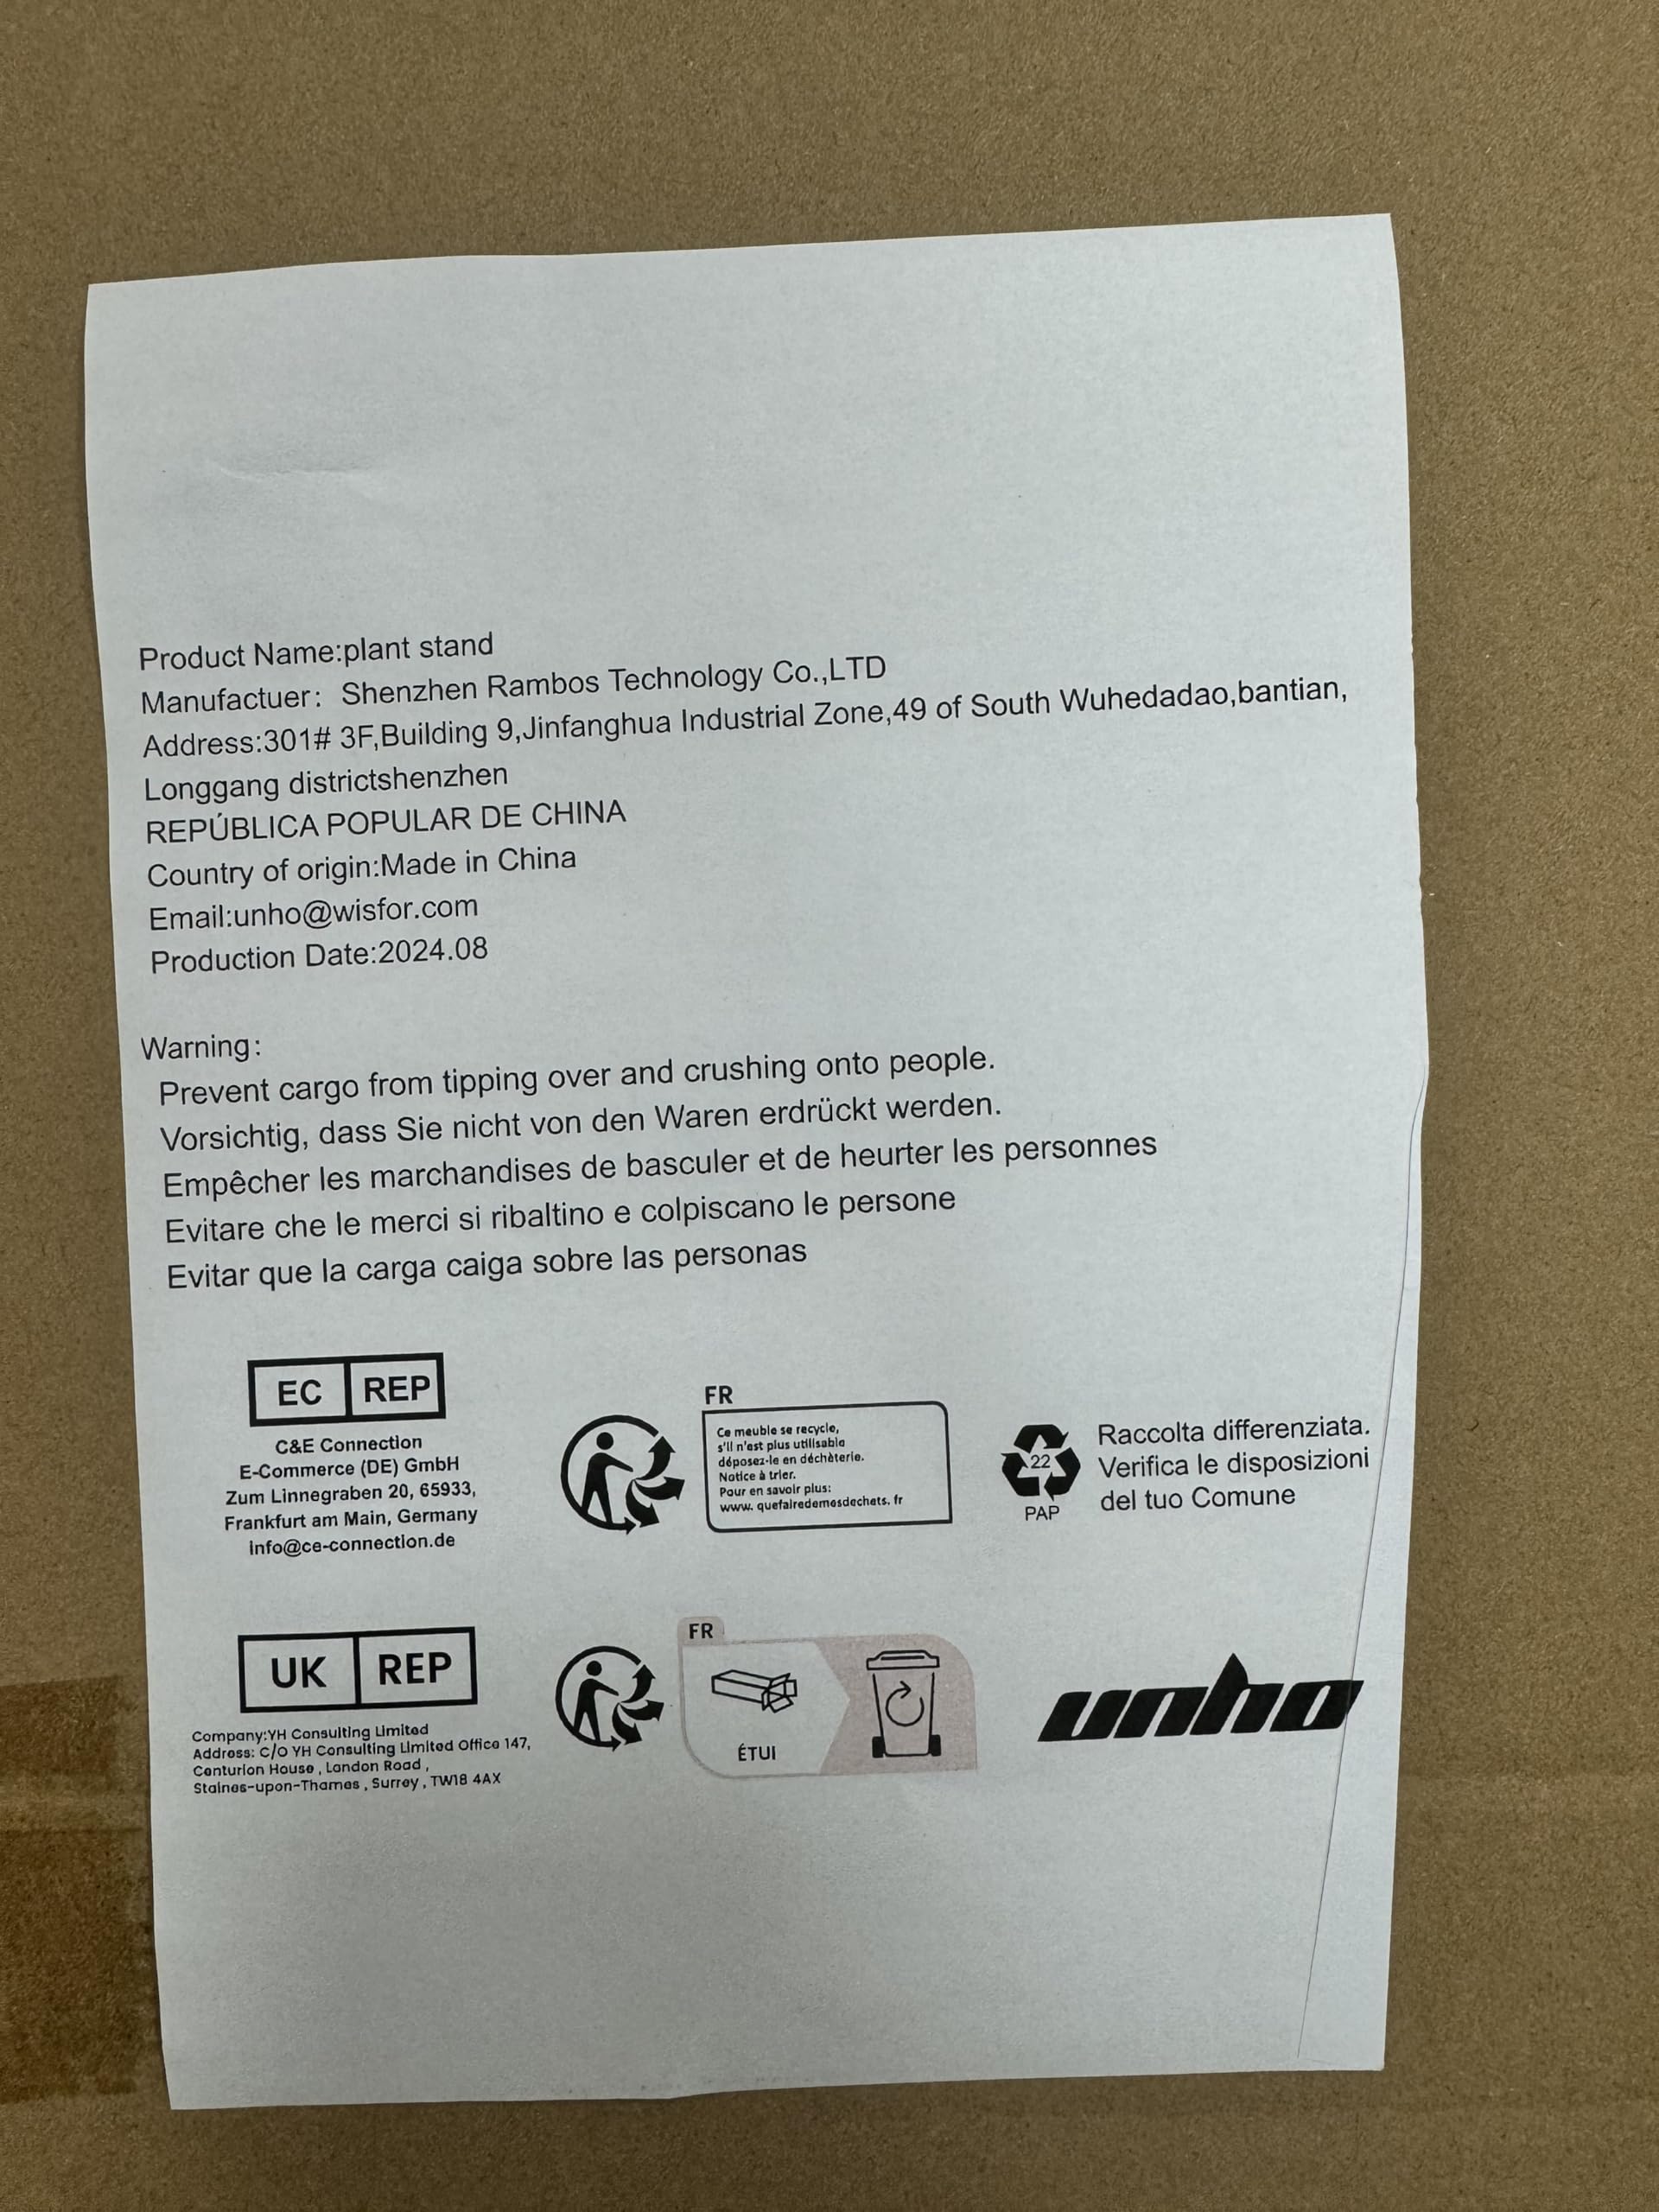 Product Name:plant stand
Manufactuer: Shenzhen Rambos Technology Co.,LTD
Address:301# 3F,Building 9,Jinfanghua Industrial Zone,49 of South Wuhedadao,bantian,
Longgang districtshenzhen
REPÚBLICA POPULAR DE CHINA
Country of origin:Made in China
Email:unho@wisfor.com
Production Date:2024.08
Warning:
Prevent cargo from tipping over and crushing onto people.
Vorsichtig, dass Sie nicht von den Waren erdrückt werden.
Empêcher les marchandises de basculer et de heurter les personnes
Evitare che le merci si ribaltino e colpiscano le persone
Evitar que la carga caiga sobre las personas
EC REP
C&E Connection
E-Commerce (DE) GmbH
Zum Linnegraben 20, 65933,
Frankfurt am Main, Germany
info@ce-connection.de
FR
Ce meuble se recycle,
s'il n'est plus utilisable
déposez-le en déchèterie.
Notice à trier.
Pour en savoir plus:
www. quefairedemesdechets. fr
22
PAP
Raccolta differenziata.
Verifica le disposizioni
del tuo Comune
UK REP
Company:YH Consulting Limited
Address: C/O YH Consulting Limited Office 147,
Centurion House , London Road ,
Staines-upon-Thames , Surrey , TW18 4AX
FR
ÉTUI
unho